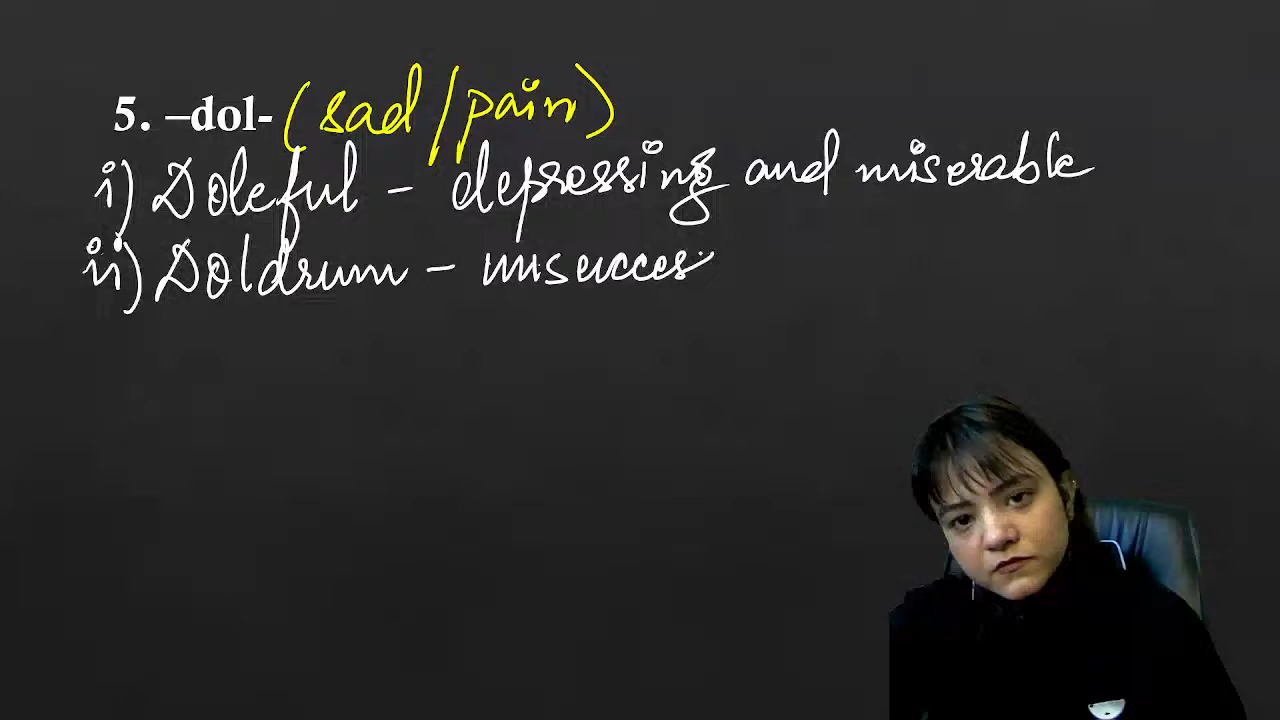 5. –dol- (sad/pain)
i) Doleful – depressing and miserable
ii) Doldrum – unsucces